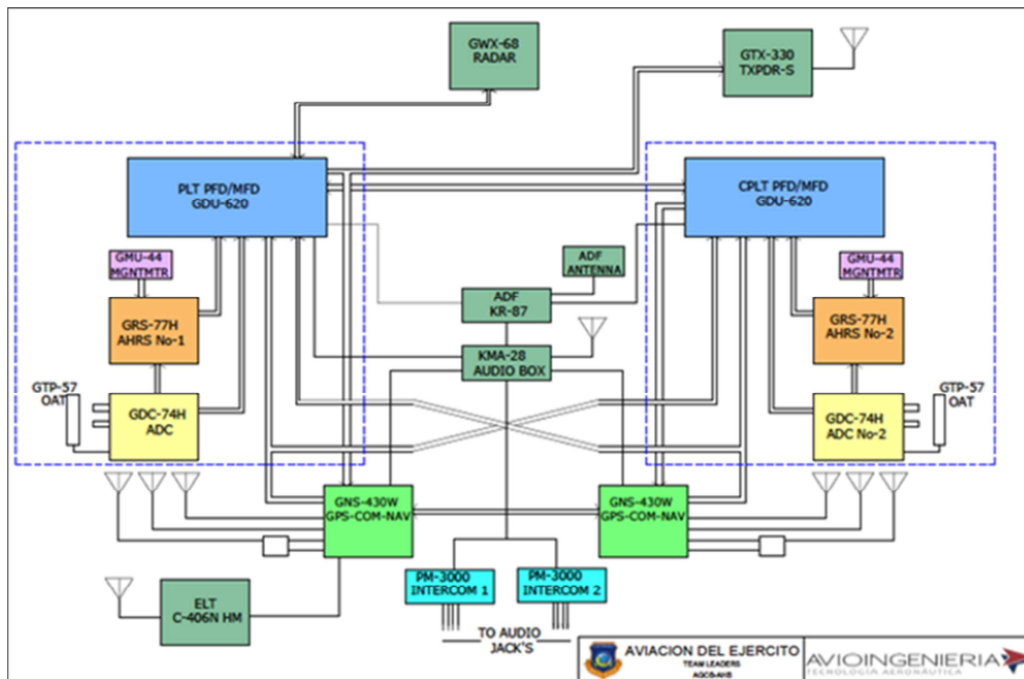 GWX-68
RADAR
GTX-330
TXPDR-S
PLT PFD/MFD
GDU-620
CPLT PFD/MFD
GDU-620
GMU-44
MGNTMTR
ADF
ANTENNA
GMU-44
MGNTMTR
GRS-77H
AHRS No-1
ADF
KR-87
GRS-77H
AHRS No-2
KMA-28
AUDIO BOX
GTP-57
OAT
GDC-74H
ADC
GDC-74H
ADC No-2
GTP-57
OAT
GNS-430W
GPS-COM-NAV
GNS-430W
GPS-COM-NAV
PM-3000
INTERCOM 1
PM-3000
INTERCOM 2
ELT
C-406N HM
TO AUDIO
JACK'S
AVIACION DEL EJERCITO
TEAM LEADERS
AVIOINGENIERIA
TECNOLOGÍA AERONÁUTICA